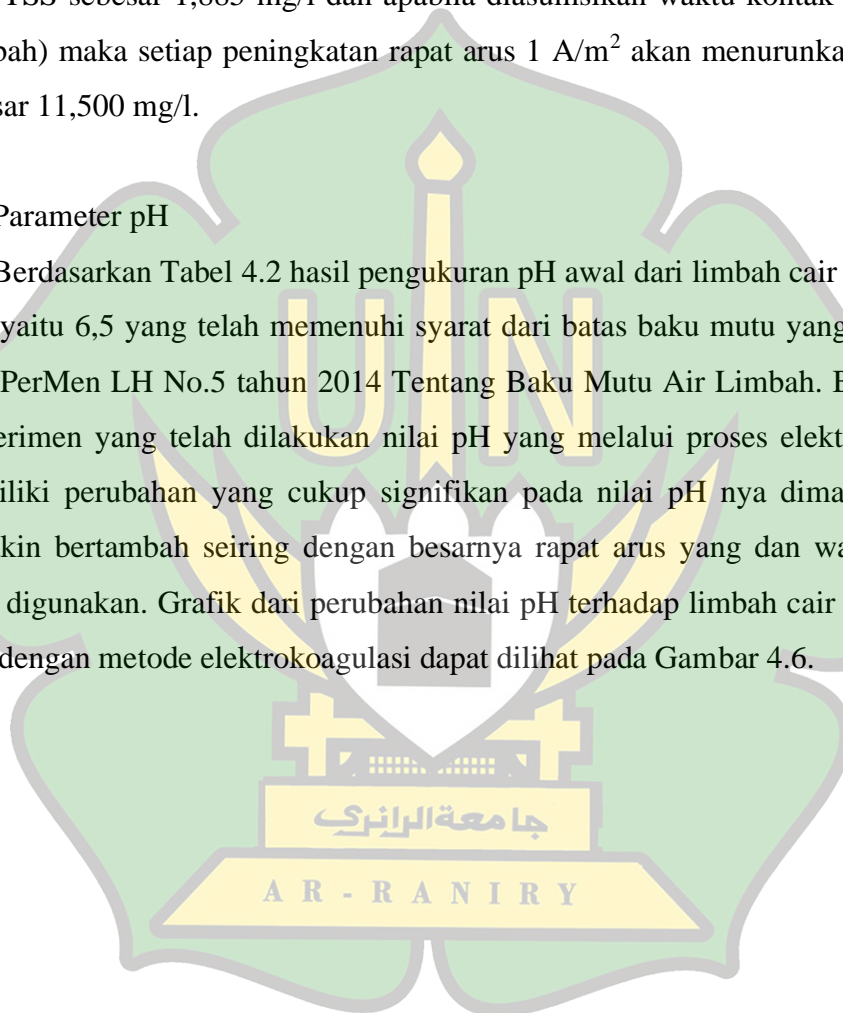 TSS sebesar 1,885 mg/l dan apabila diasumsikan waktu kontak
bah) maka setiap peningkatan rapat arus 1 A/m² akan menurunka
sar 11,500 mg/l.
Parameter pH
Berdasarkan Tabel 4.2 hasil pengukuran pH awal dari limbah cair
yaitu 6,5 yang telah memenuhi syarat dari batas baku mutu yang
PerMen LH No.5 tahun 2014 Tentang Baku Mutu Air Limbah.
erimen yang telah dilakukan nilai pH yang melalui proses elekt
iliki perubahan yang cukup signifikan pada nilai pH nya dima
kin bertambah seiring dengan besarnya rapat arus yang dan wa
digunakan. Grafik dari perubahan nilai pH terhadap limbah cair
dengan metode elektrokoagulasi dapat dilihat pada Gambar 4.6.
UIN
جامعة الرانري
AR-RANIRY